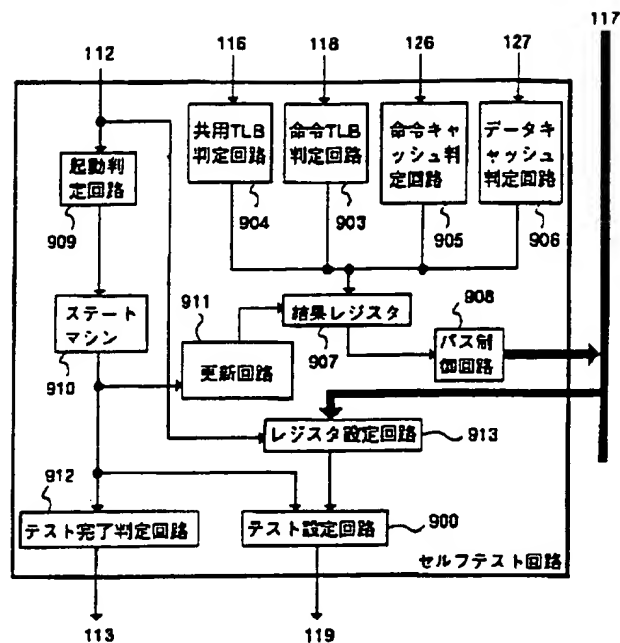 117
112
116
118
126
127
共用TLB
判定回路
命令TLB
判定回路
命令キャ
ッシュ判
定回路
データキ
ャッシュ
判定回路
起動判
定回路
909
904
903
905
906
ステート
マシン
910
911
更新回路
結果レジスタ
907
908
バス制
御回路
レジスタ設定回路
913
912
テスト完了判定回路
テスト設定回路
900
セルフテスト回路
113
119